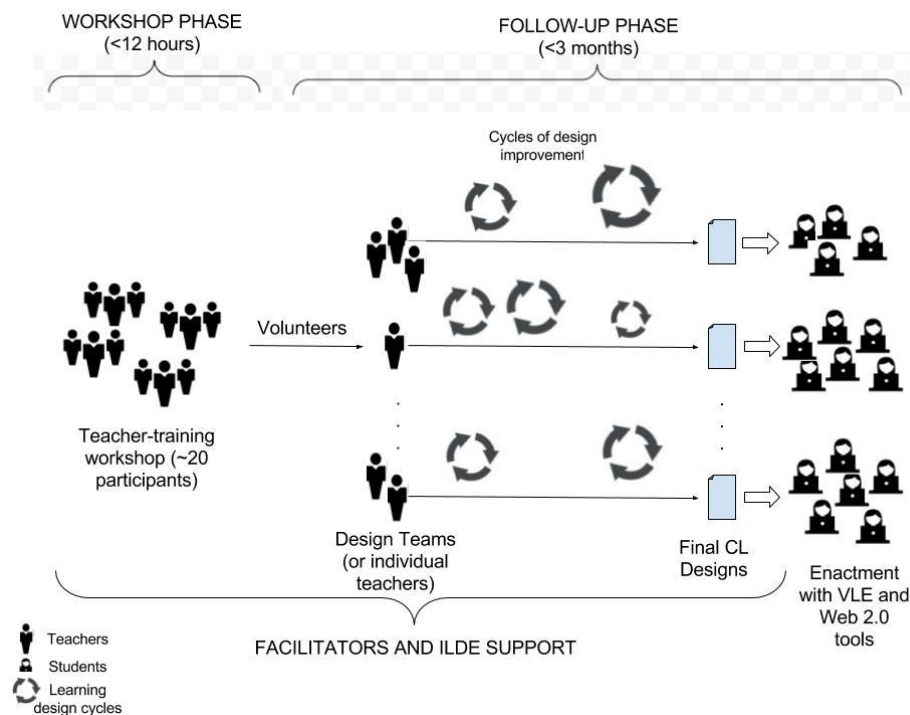 WORKSHOP PHASE
(<12 hours)
FOLLOW-UP PHASE
(<3 months)
Cycles of design
improvement
Volunteers
Teacher-training
workshop (~20
participants)
Design Teams
(or individual
teachers)
Final CL
Designs
Enactment
with VLE and
Web 2.0
tools
FACILITATORS AND ILDE SUPPORT
Teachers
Students
Learning
design cycles